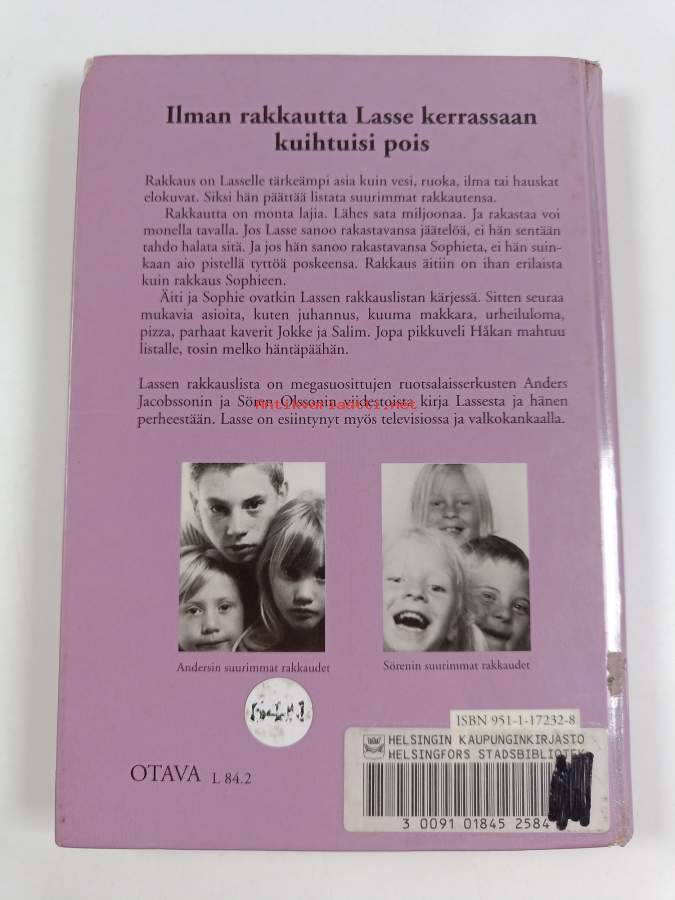 Ilman rakkautta Lasse kerrassaan
kuihtuisi pois
Rakkaus on Lasselle tärkeämpi asia kuin vesi, ruoka, ilma tai hauskat
elokuvat. Siksi hän päättää listata suurimmat rakkautensa.
Rakkautta on monta lajia. Lähes sata miljoonaa. Ja rakastaa voi
monella tavalla. Jos Lasse sanoo rakastavansa jäätelöä, ei hän sentään
tahdo halata sitä. Ja jos hän sanoo rakastavansa Sophieta, ei hän suin-
kaan aio pistellä tyttöä poskeensa. Rakkaus äitiin on ihan erilaista
kuin rakkaus Sophieen.
Äiti ja Sophie ovatkin Lassen rakkauslistan kärjessä. Sitten seuraa
mukavia asioita, kuten juhannus, kuuma makkara, urheiluloma,
pizza, parhaat kaverit Jokke ja Salim. Jopa pikkuveli Håkan mahtuu
listalle, tosin melko häntäpäähän.
Lassen rakkauslista on megasuosittujen ruotsalaisserkusten Anders
Jacobssonin ja Sören Olssonin viidestoista kirja Lassesta ja hänen
Antikvariaatti.net
perheestään. Lasse on esiintynyt myös televisiossa ja valkokankaalla.
Andersin suurimmat rakkaudet
Sörenin suurimmat rakkaudet
ISBN 951-1-17232-8
HELSINGIN KAUPUNGINKIRJASTO
HELSINGFORS STADSBIBLIOTEK
3 0091 01845 2584
OTAVA L 84.2